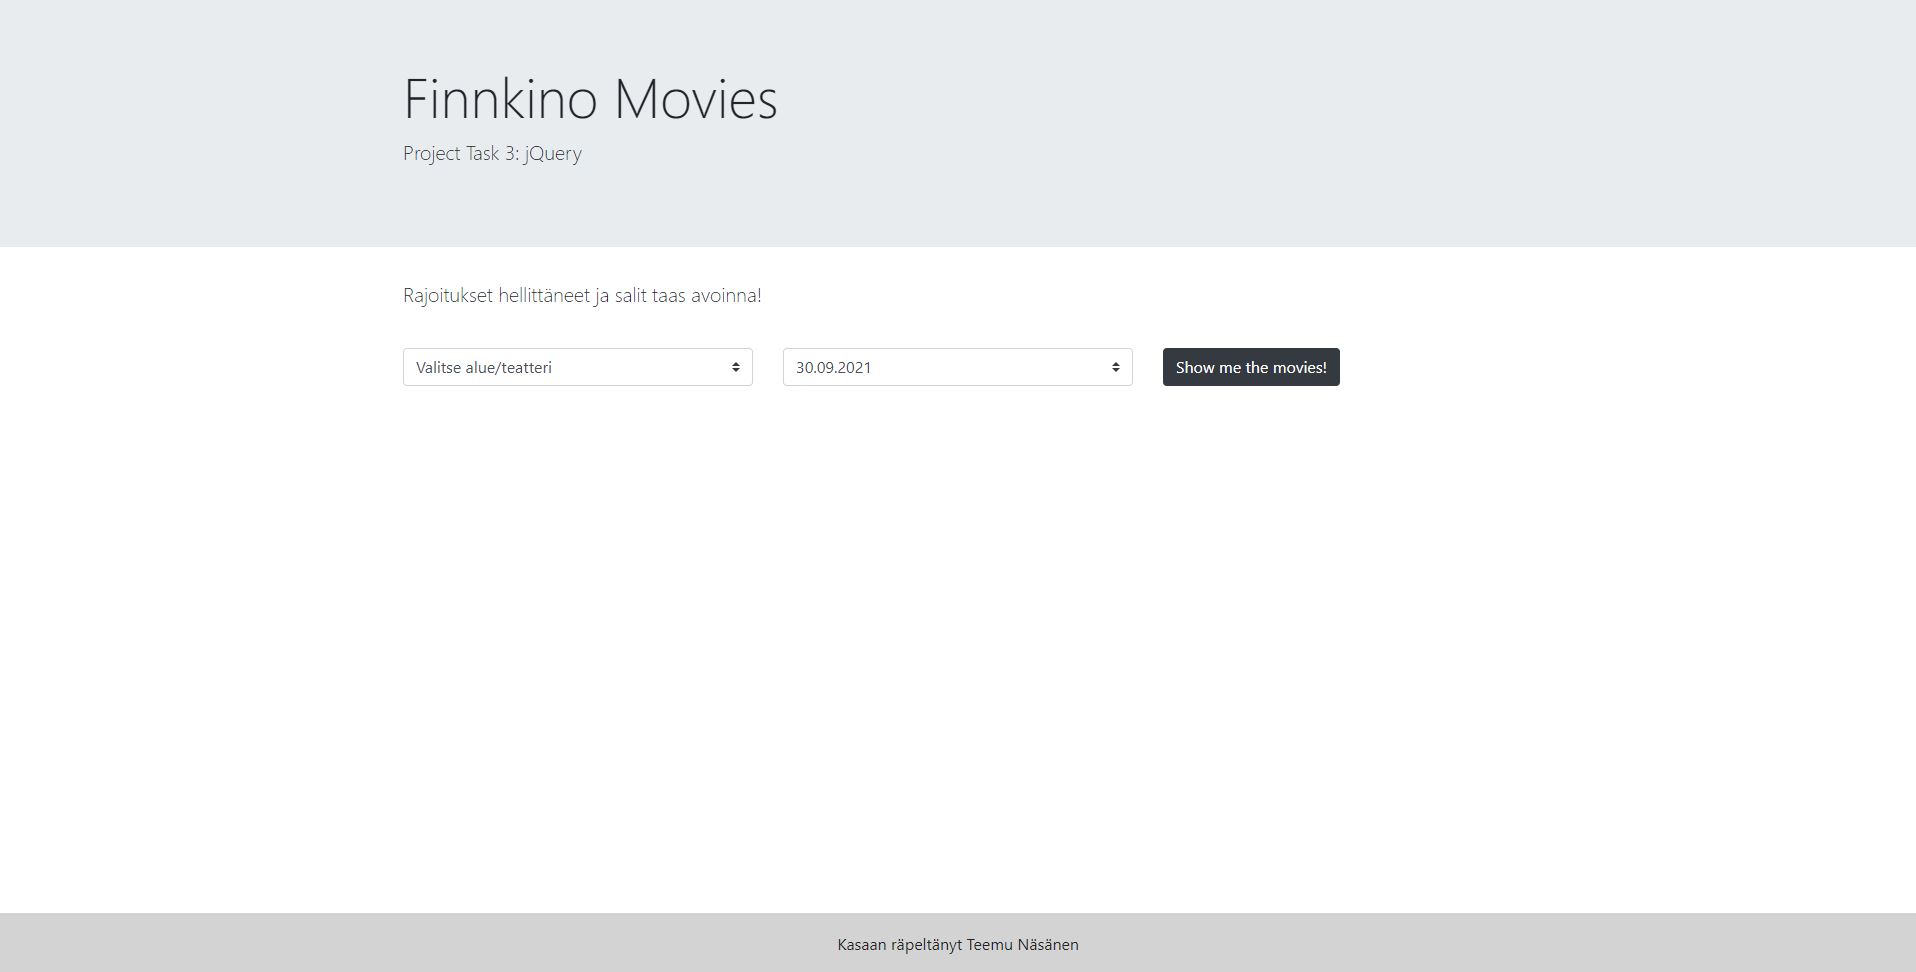 Finnkino Movies
Project Task 3: jQuery
Rajoitukset hellittäneet ja salit taas avoinna!
Valitse alue/teatteri
30.09.2021
Show me the movies!
Kasaan räpeltänyt Teemu Näsänen